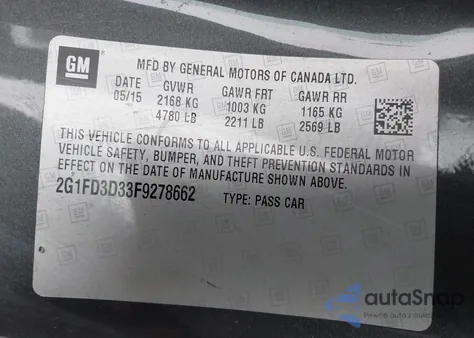 GM
MFD BY GENERAL MOTORS OF CANADA LTD.
DATE GVWR GAWR FRT GAWR RR
05/15 2168 KG 1003 KG 1165 KG
4780 LB 2211 LB 2569 LB
THIS VEHICLE CONFORMS TO ALL APPLICABLE U.S. FEDERAL MOTOR
VEHICLE SAFETY, BUMPER, AND THEFT PREVENTION STANDARDS IN
EFFECT ON THE DATE OF MANUFACTURE SHOWN ABOVE.
2G1FD3D33F9278662 TYPE: PASS CAR
autoSnap
Pewne auta z aukcji